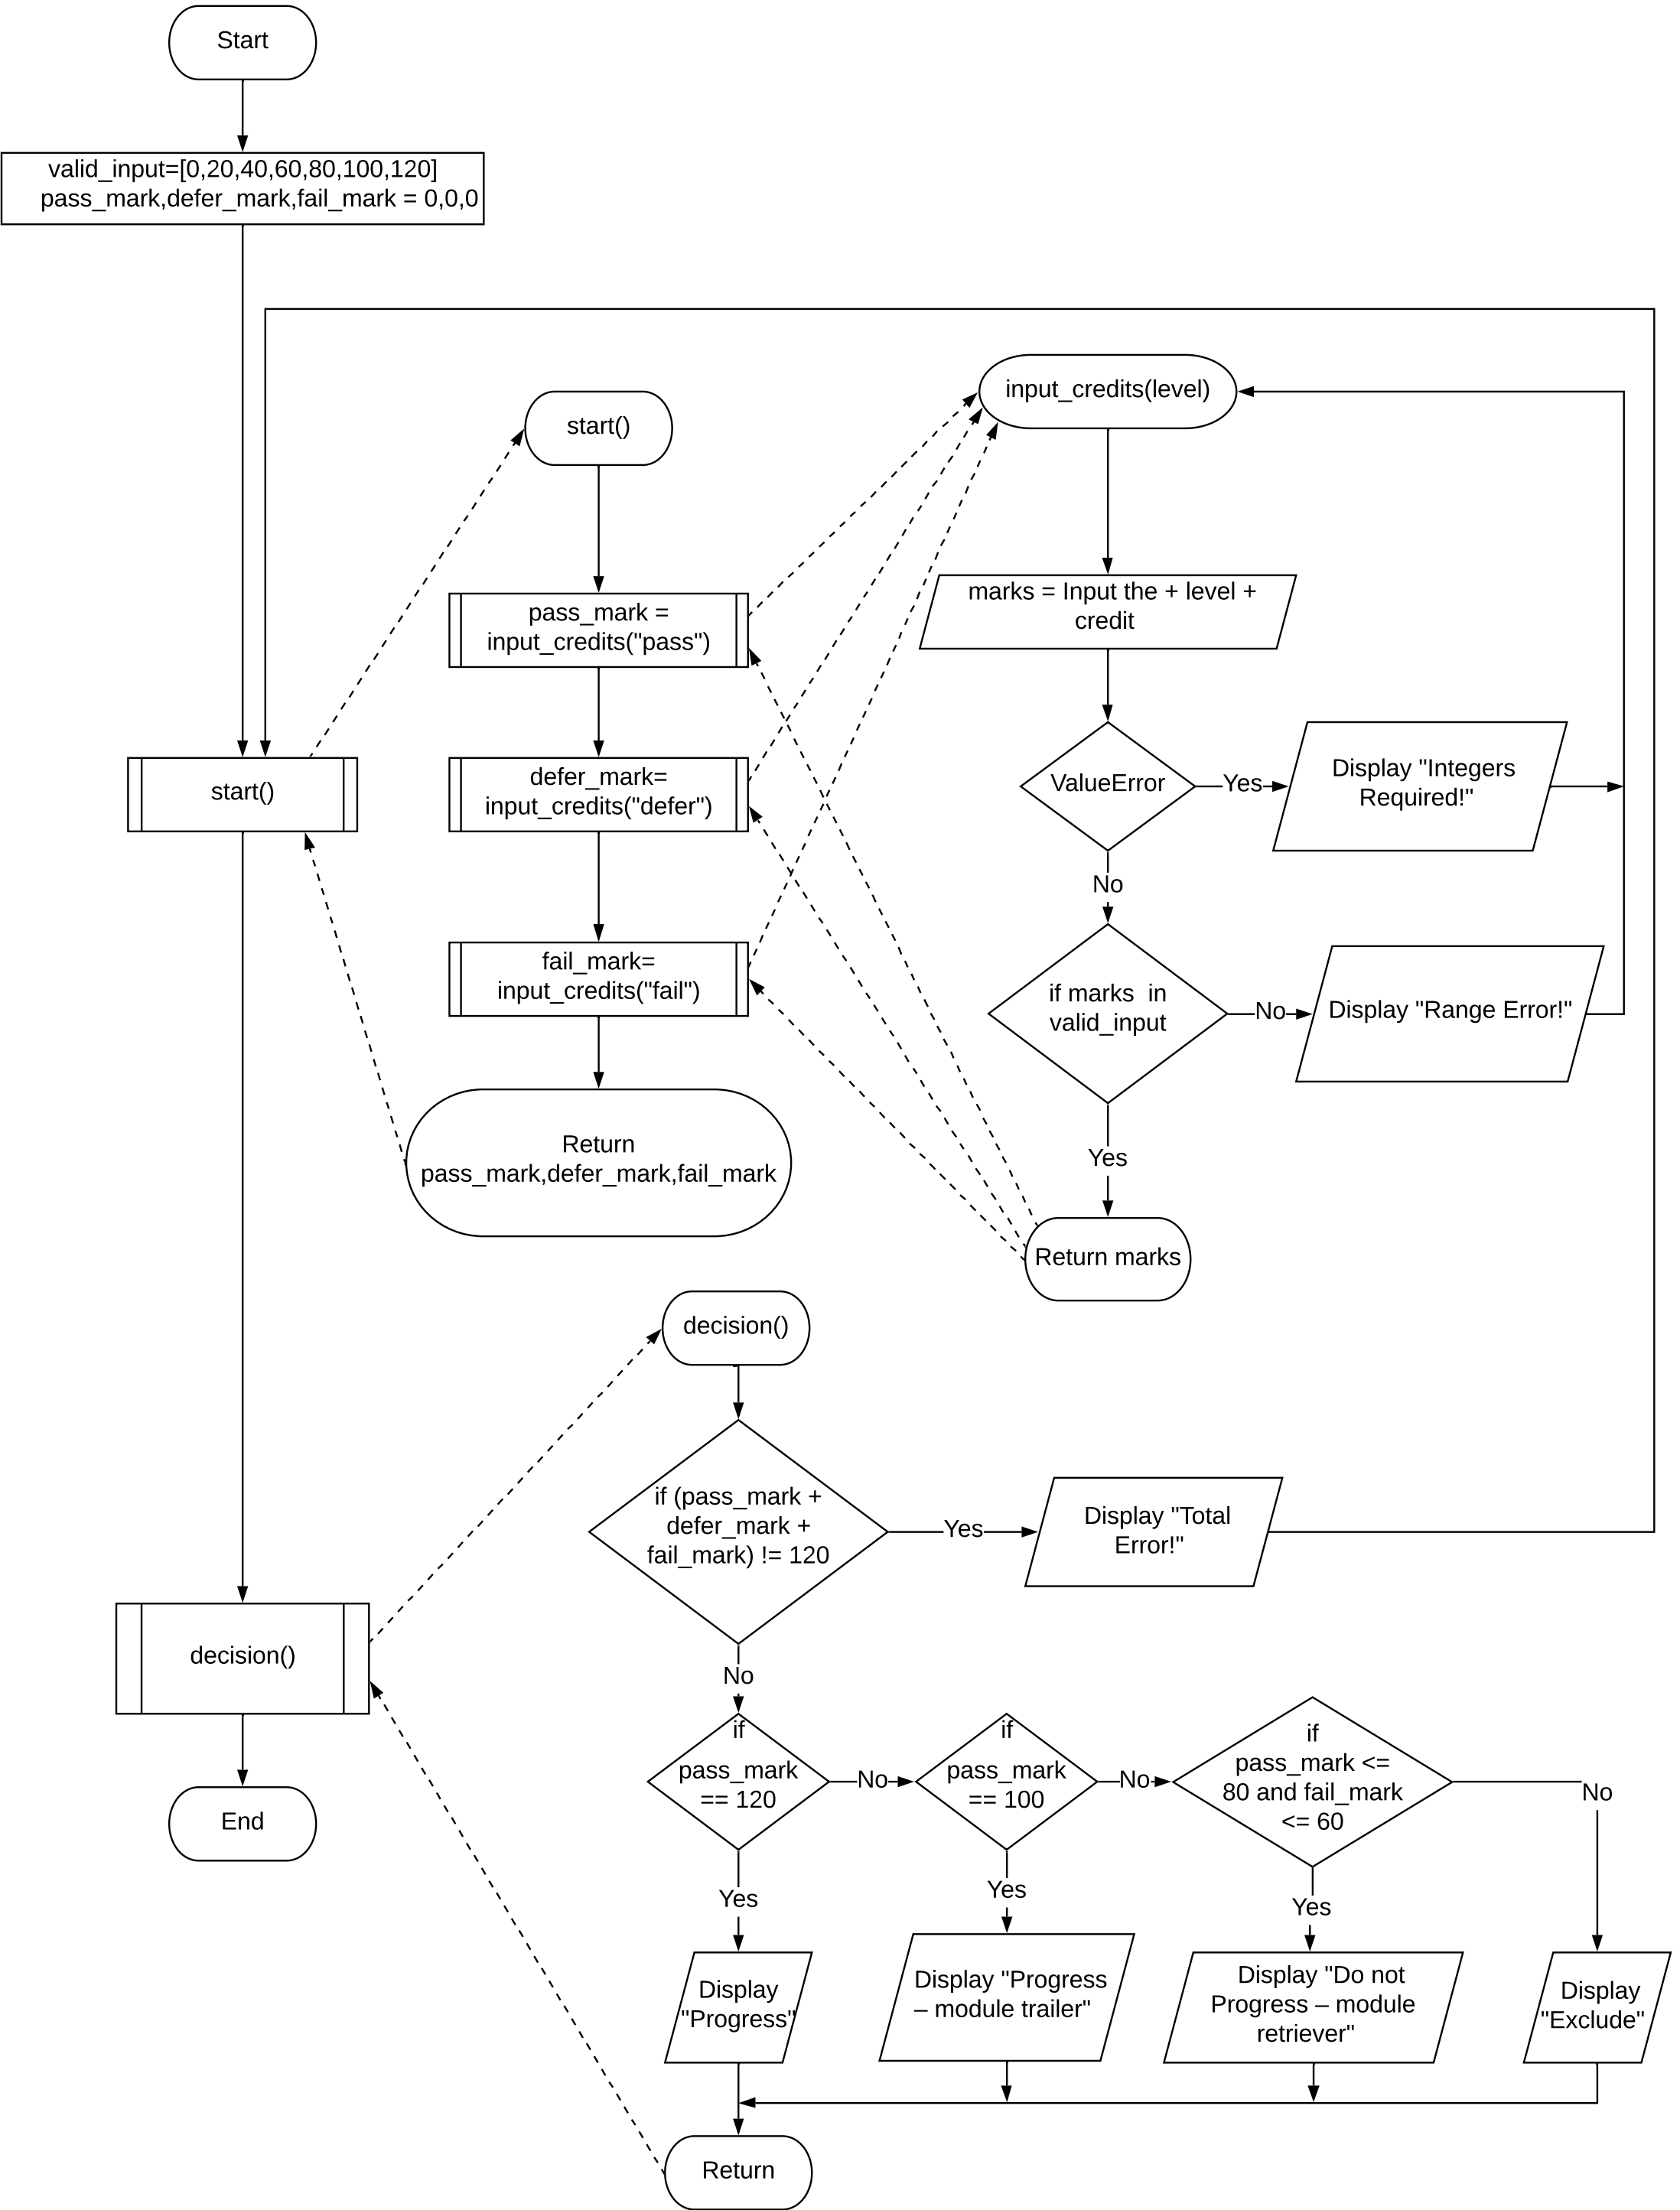 Start
valid_input=[0,20,40,60,80,100,120]
pass_mark,defer_mark,fail_mark = 0,0,0
start()
start()
pass_mark =
input_credits("pass")
defer_mark=
input_credits("defer")
fail_mark=
input_credits("fail")
Return
pass_mark,defer_mark,fail_mark
input_credits(level)
marks = Input the + level +
credit
ValueError
Yes
Display "Integers
Required!"
No
if marks  in
valid_input
No
Display "Range Error!"
Yes
Return marks
decision()
decision()
if (pass_mark +
defer_mark +
fail_mark) != 120
Yes
Display "Total
Error!"
No
if
pass_mark
== 120
No
if
pass_mark
== 100
No
if
pass_mark <=
80 and fail_mark
<= 60
No
Yes
Yes
Yes
Display
"Progress"
Display "Progress
– module trailer"
Display "Do not
Progress – module
retriever"
Display
"Exclude"
Return
End